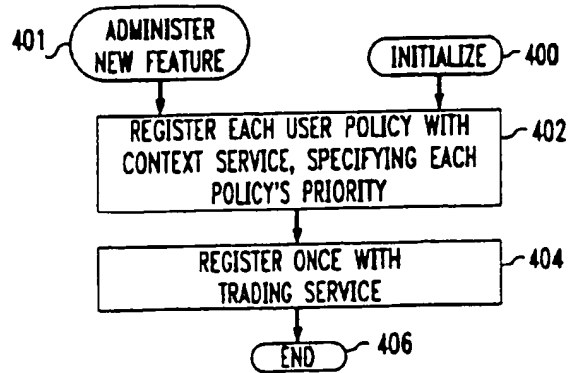 401
ADMINISTER
NEW FEATURE
INITIALIZE
400
REGISTER EACH USER POLICY WITH
CONTEXT SERVICE, SPECIFYING EACH
POLICY'S PRIORITY
402
REGISTER ONCE WITH
TRADING SERVICE
404
END
406